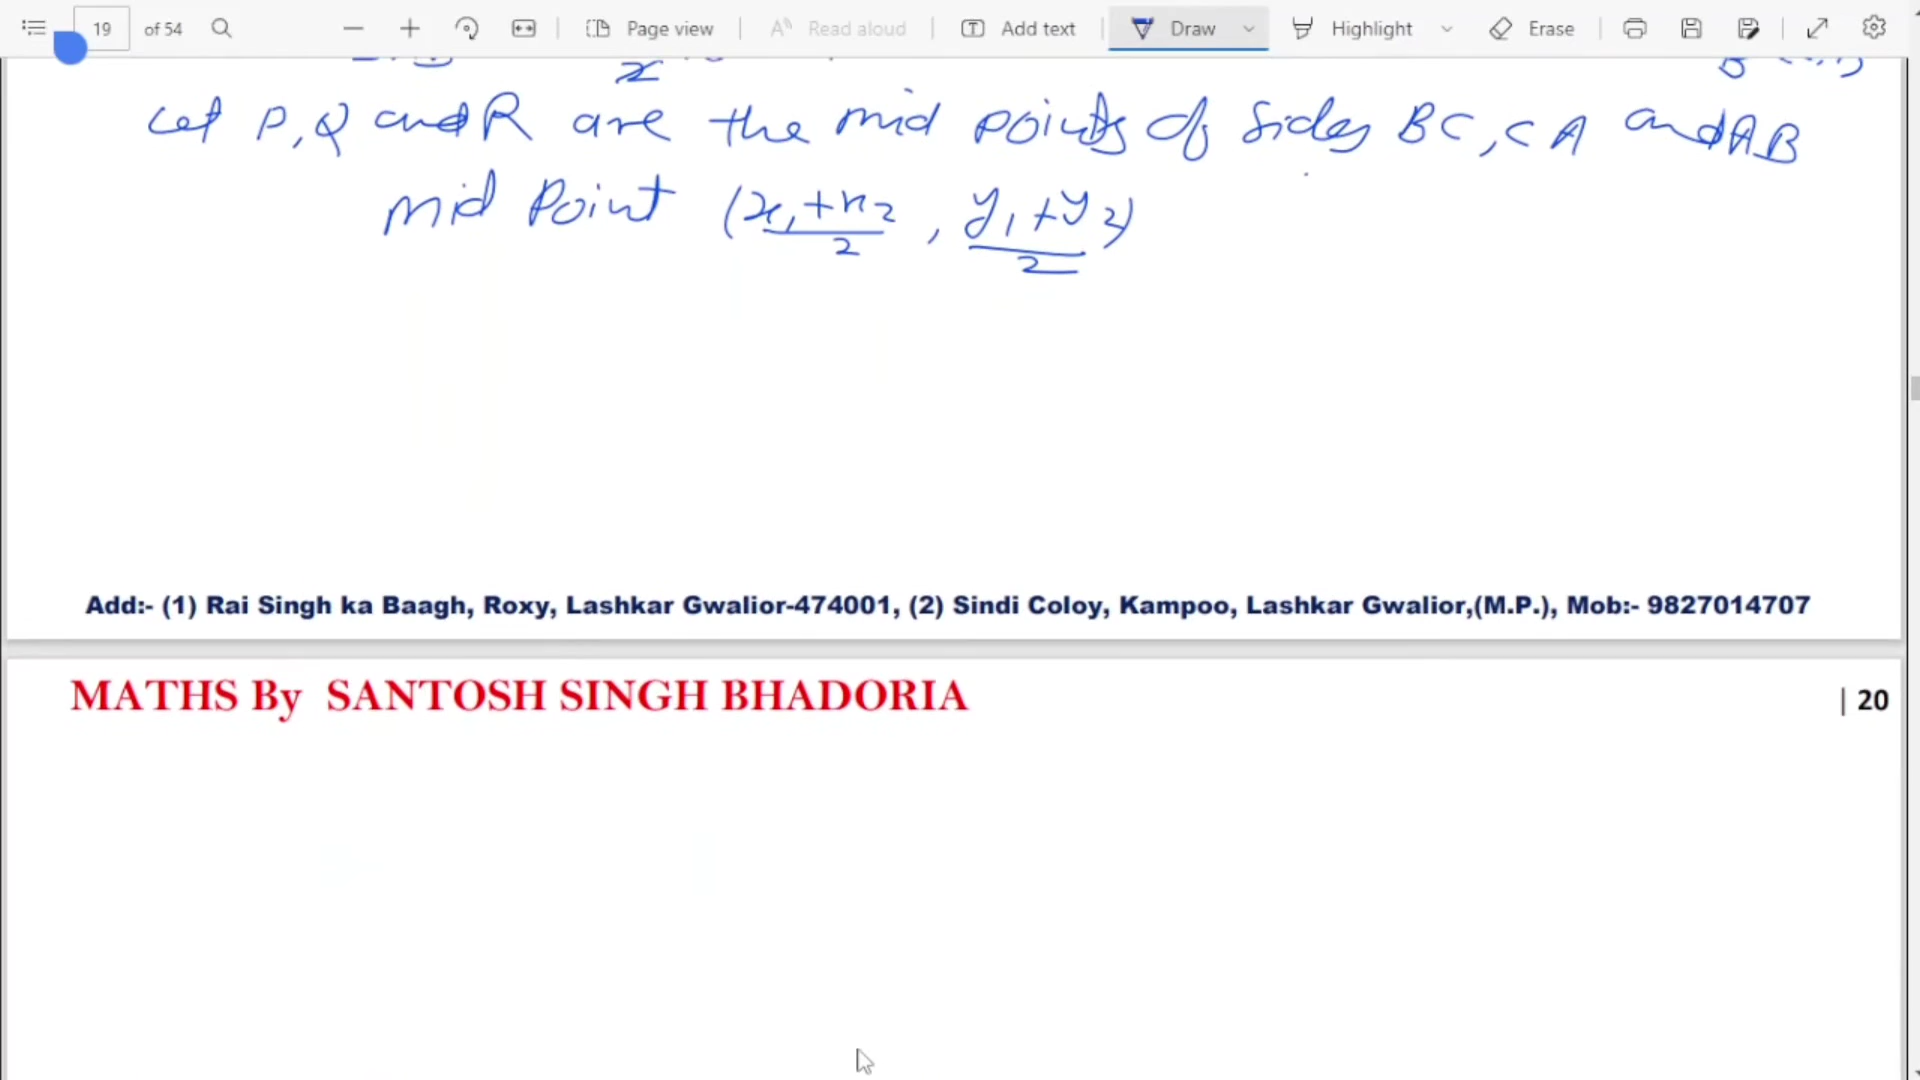 19 of 54 Page view Read aloud Add text Draw Highlight Erase
x
Let P, Q and R are the mid points of sides BC, CA and AB
mid Point (x₁+x₂/2, y₁+y₂/2)
Add:- (1) Rai Singh ka Baagh, Roxy, Lashkar Gwalior-474001, (2) Sindi Coloy, Kampoo, Lashkar Gwalior,(M.P.), Mob:- 9827014707
MATHS By SANTOSH SINGH BHADORIA | 20